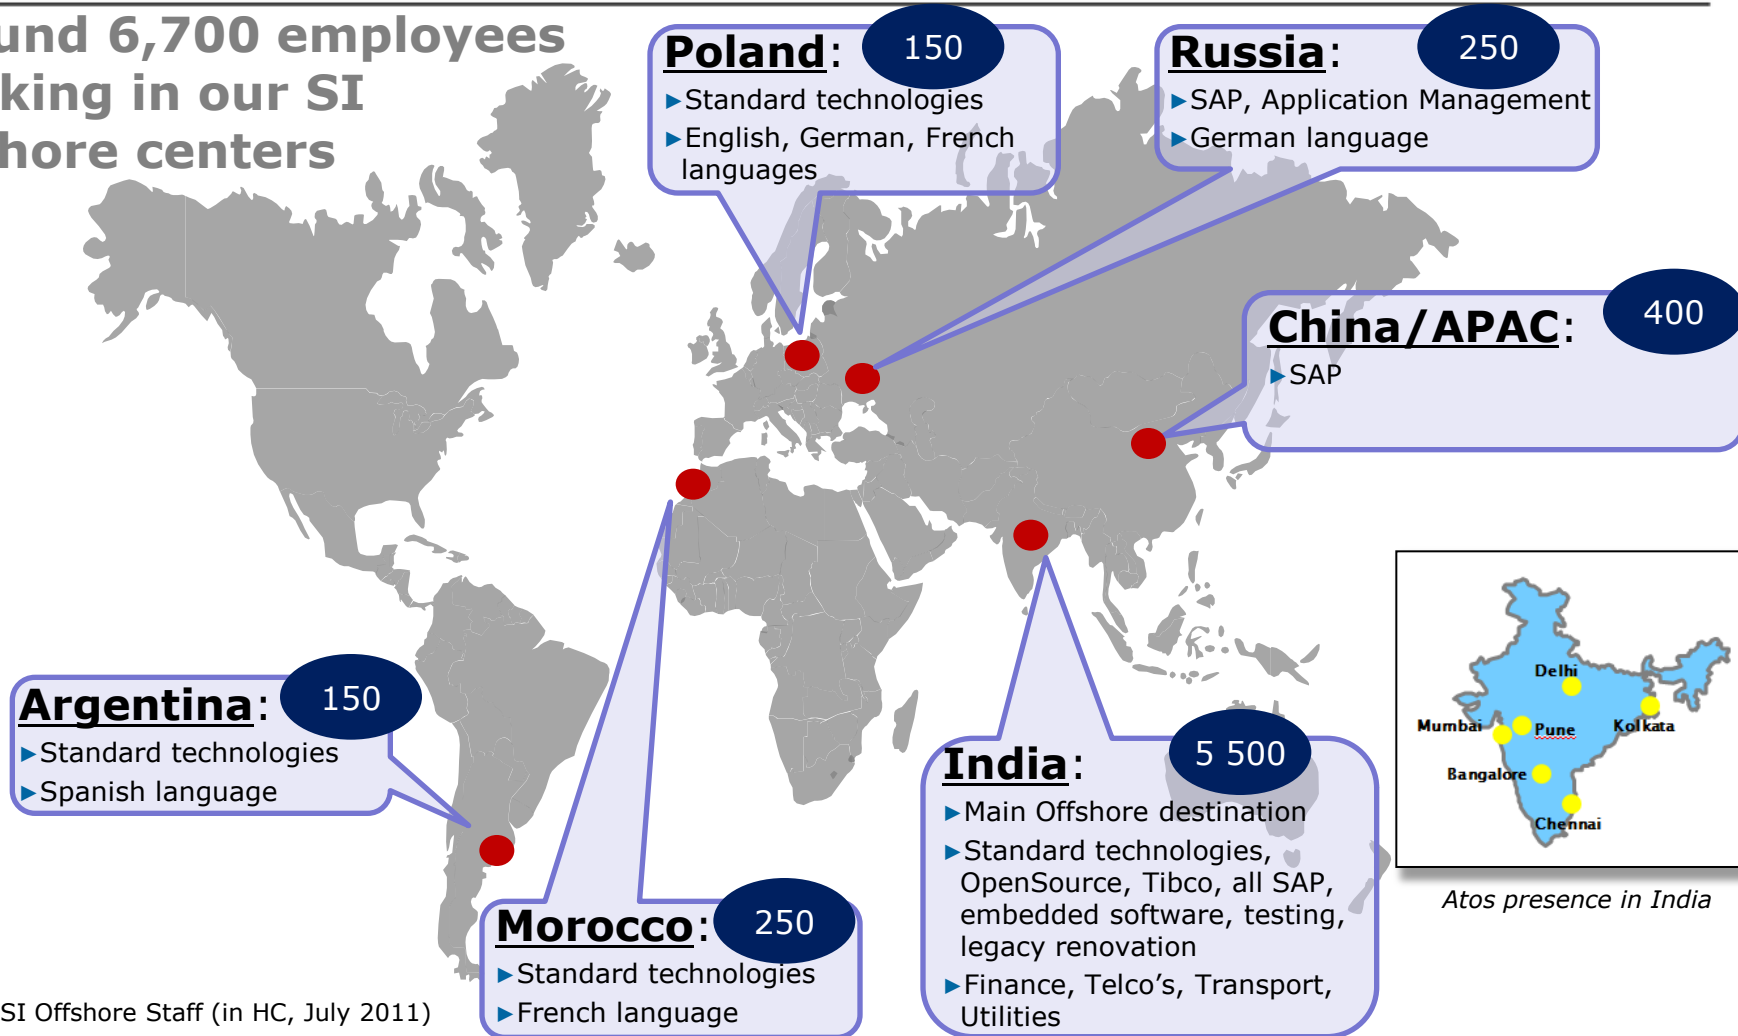 und 6,700 employees
king in our SI
hore centers
Poland: 150
►Standard technologies
►English, German, French
languages
Russia: 250
►SAP, Application Management
►German language
China/APAC: 400
►SAP
Argentina: 150
►Standard technologies
►Spanish language
Morocco: 250
►Standard technologies
►French language
India: 5 500
►Main Offshore destination
►Standard technologies,
OpenSource, Tibco, all SAP,
embedded software, testing,
legacy renovation
►Finance, Telco’s, Transport,
Utilities
Delhi
Mumbai
Pune
Kolkata
Bangalore
Chennai
Atos presence in India
SI Offshore Staff (in HC, July 2011)